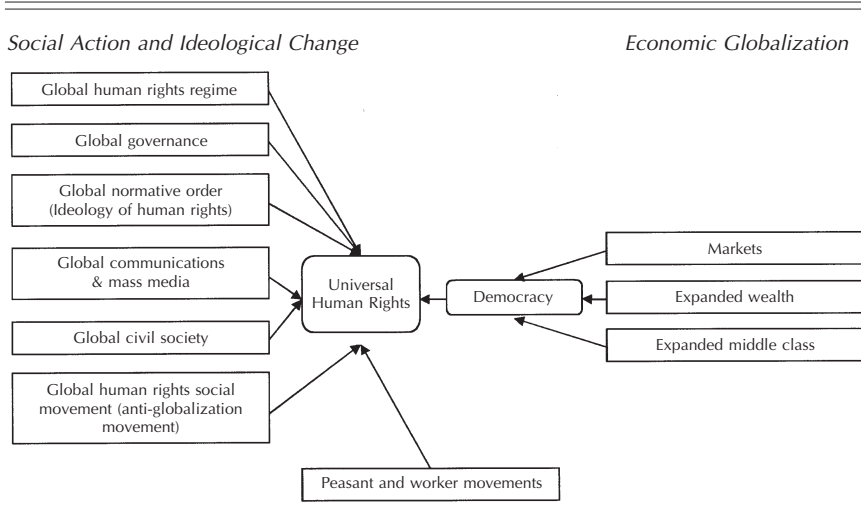 Social Action and Ideological Change
Economic Globalization
Global human rights regime
Global governance
Global normative order
(Ideology of human rights)
Global communications
& mass media
Global civil society
Global human rights social
movement (anti-globalization
movement)
Universal
Human Rights
Democracy
Markets
Expanded wealth
Expanded middle class
Peasant and worker movements